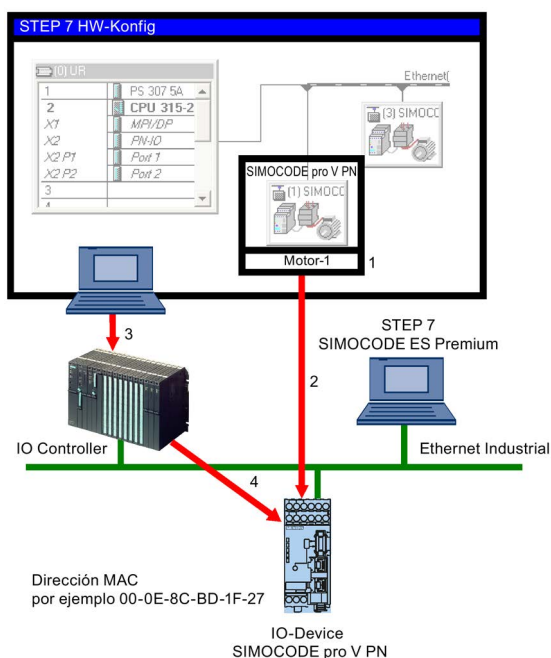 STEP 7 HW-Konfig
(0) UR
1 PS 307 5A
2 CPU 315-2
X1 MPI/DP
X2 PN-IO
X2 P1 Port 1
X2 P2 Port 2
3
4
Ethernet(
(3) SIMOCC
SIMOCODE pro V PN
(1) SIMOCC
Motor-1
1
3
2
STEP 7
SIMOCODE ES Premium
IO Controller
Ethernet Industrial
4
Dirección MAC
por ejemplo 00-0E-8C-BD-1F-27
IO-Device
SIMOCODE pro V PN